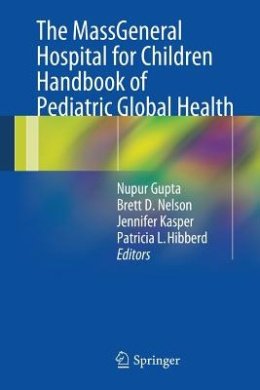 The MassGeneral
Hospital for Children
Handbook of
Pediatric Global Health
Nupur Gupta
Brett D. Nelson
Jennifer Kasper
Patricia L. Hibberd
Editors
Springer